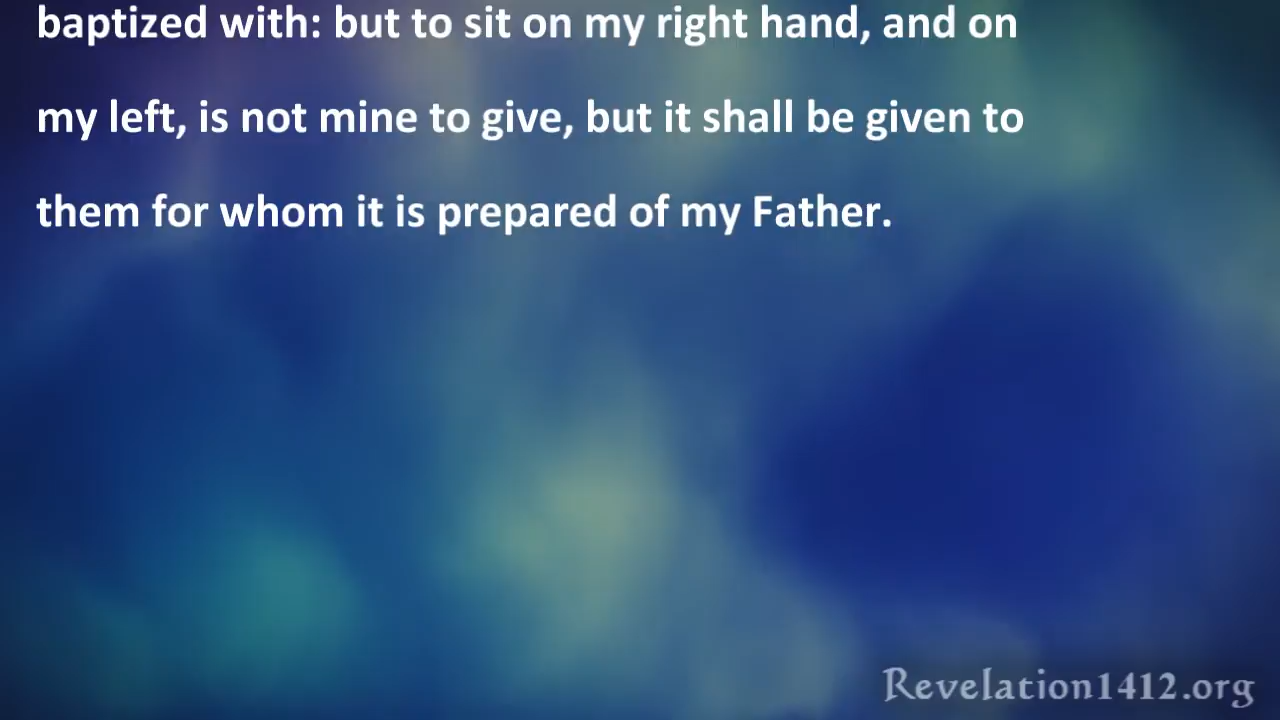 baptized with: but to sit on my right hand, and on
my left, is not mine to give, but it shall be given to
them for whom it is prepared of my Father.
Revelation1412.org